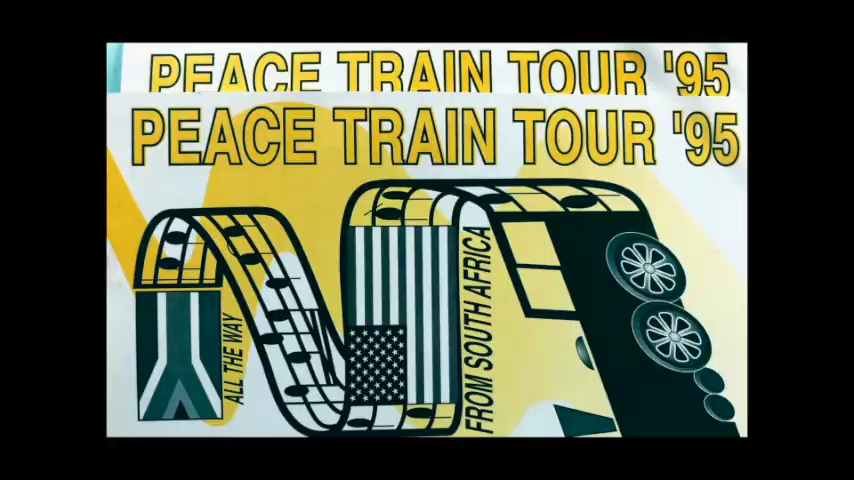 PEACE TRAIN TOUR '95
PEACE TRAIN TOUR '95
ALL THE WAY
FROM SOUTH AFRICA